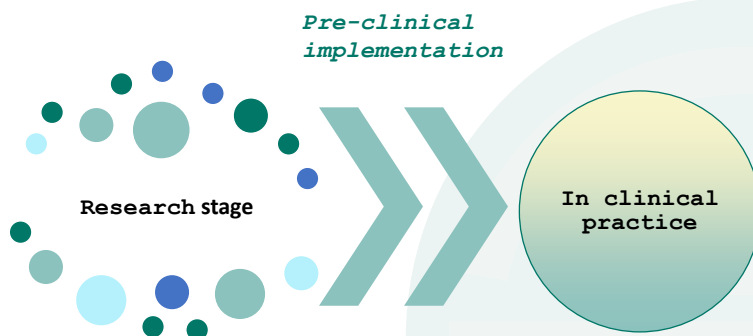 Pre-clinical
implementation
Research stage
In clinical
practice